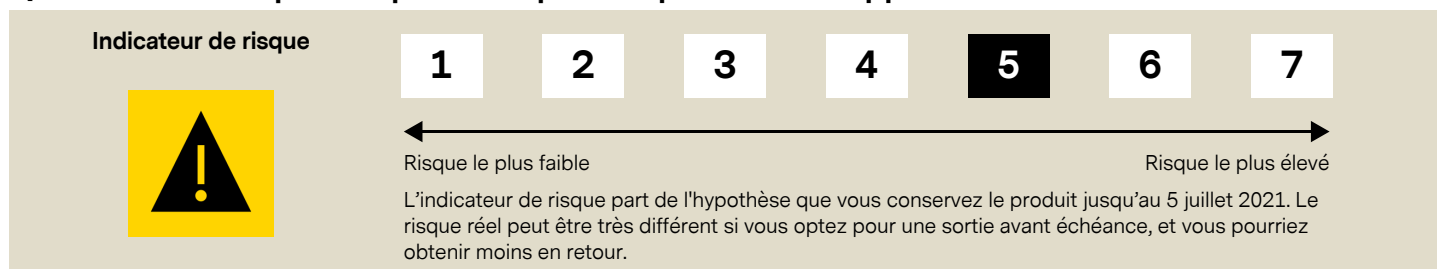 Indicateur de risque
1 2 3 4 5 6 7
Risque le plus faible
Risque le plus élevé
L'indicateur de risque part de l'hypothèse que vous conservez le produit jusqu'au 5 juillet 2021. Le
risque réel peut être très différent si vous optez pour une sortie avant échéance, et vous pourriez
obtenir moins en retour.